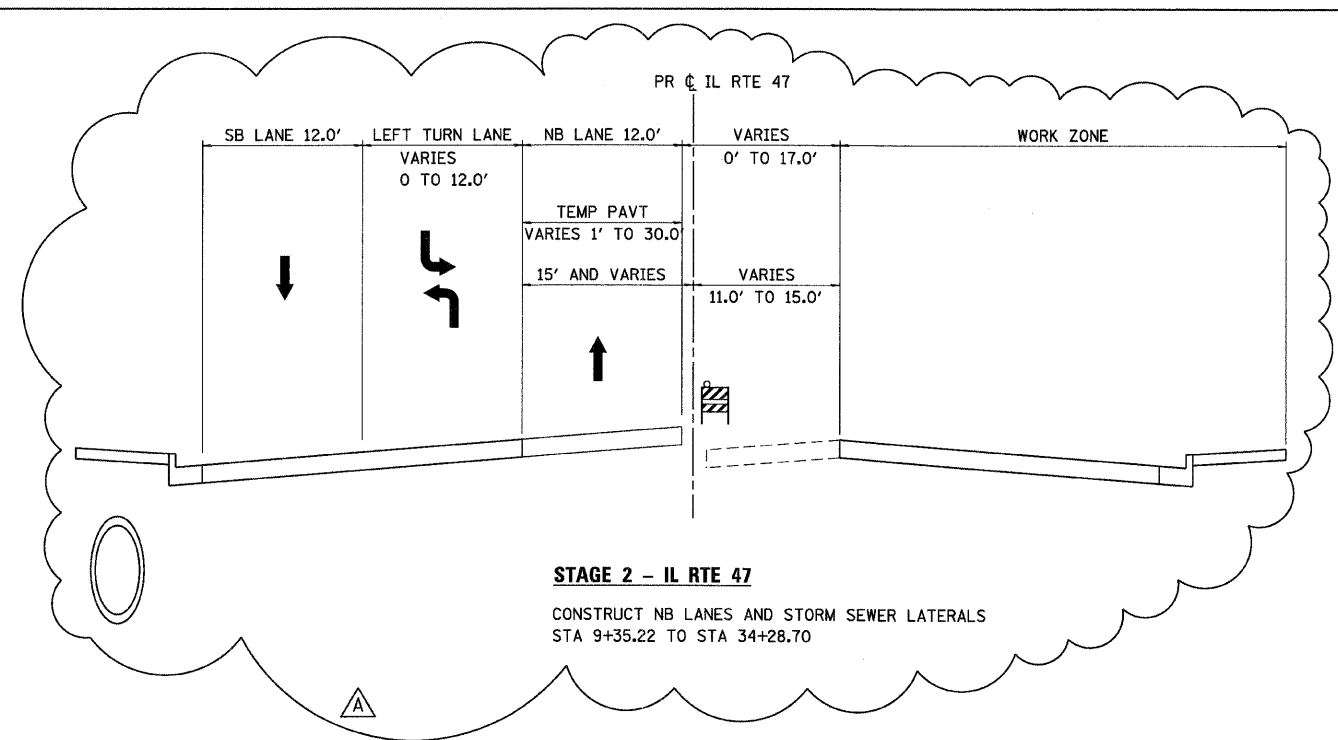 PR ℄ IL RTE 47
SB LANE 12.0'
LEFT TURN LANE
VARIES
0 TO 12.0'
NB LANE 12.0'
VARIES
0' TO 17.0'
WORK ZONE
TEMP PAVT
VARIES 1' TO 30.0'
15' AND VARIES
VARIES
11.0' TO 15.0'
STAGE 2 – IL RTE 47
CONSTRUCT NB LANES AND STORM SEWER LATERALS
STA 9+35.22 TO STA 34+28.70
A